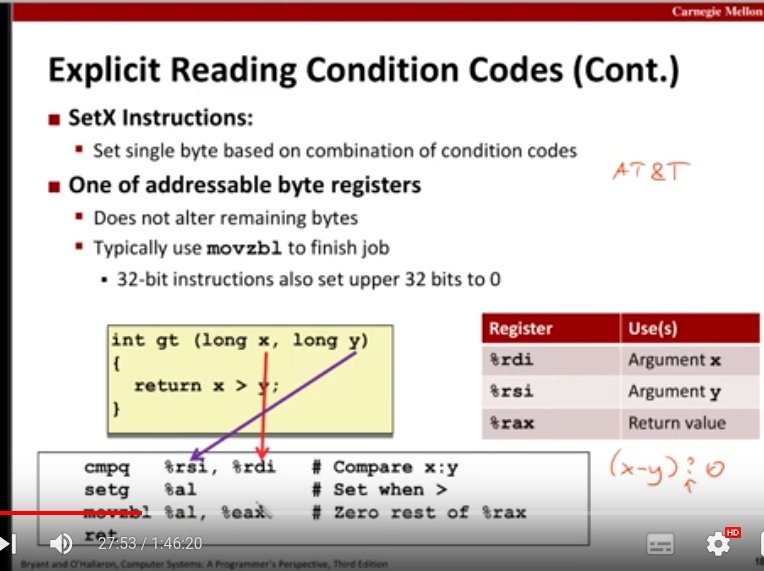 Carnegie Mellon
Explicit Reading Condition Codes (Cont.)
■ SetX Instructions:
▪ Set single byte based on combination of condition codes
AT&T
■ One of addressable byte registers
▪ Does not alter remaining bytes
▪ Typically use movzbl to finish job
▪ 32-bit instructions also set upper 32 bits to 0
int gt (long x, long y)
{
return x > y;
}
Register Use(s)
%rdi Argument x
%rsi Argument y
%rax Return value
cmpq %rsi, %rdi # Compare x:y
setg %al # Set when >
movzbl %al, %eax # Zero rest of %rax
ret
(x-y) ? 0
↑
27:53 / 1:46:20
HD
Bryant and O'Hallaron, Computer Systems: A Programmer's Perspective, Third Edition